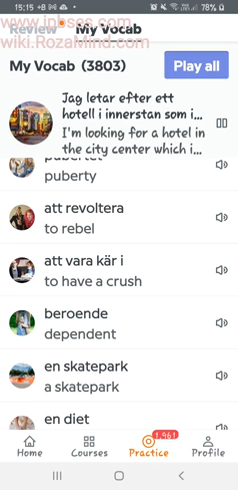 15:15
78%
www.ipises.com
Review
My Vocab
wiki.RozaMind.com
My Vocab (3803)
Play all
Jag letar efter ett
hotell i innerstan som i...
I'm looking for a hotel in
the city center which i...
pubertet
puberty
att revoltera
to rebel
att vara kär i
to have a crush
beroende
dependent
en skatepark
a skatepark
en diet
1,961
Home
Courses
Practice
Profile